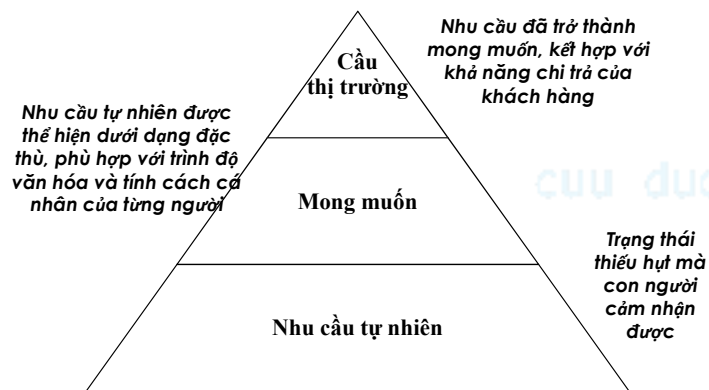 Cầu
thị trường
Nhu cầu đã trở thành
mong muốn, kết hợp với
khả năng chi trả của
khách hàng
Nhu cầu tự nhiên được
thể hiện dưới dạng đặc
thù, phù hợp với trình độ
văn hóa và tính cách cá
nhân của từng người
Mong muốn
cuu duo
Trạng thái
thiếu hụt mà
con người
cảm nhận
được
Nhu cầu tự nhiên